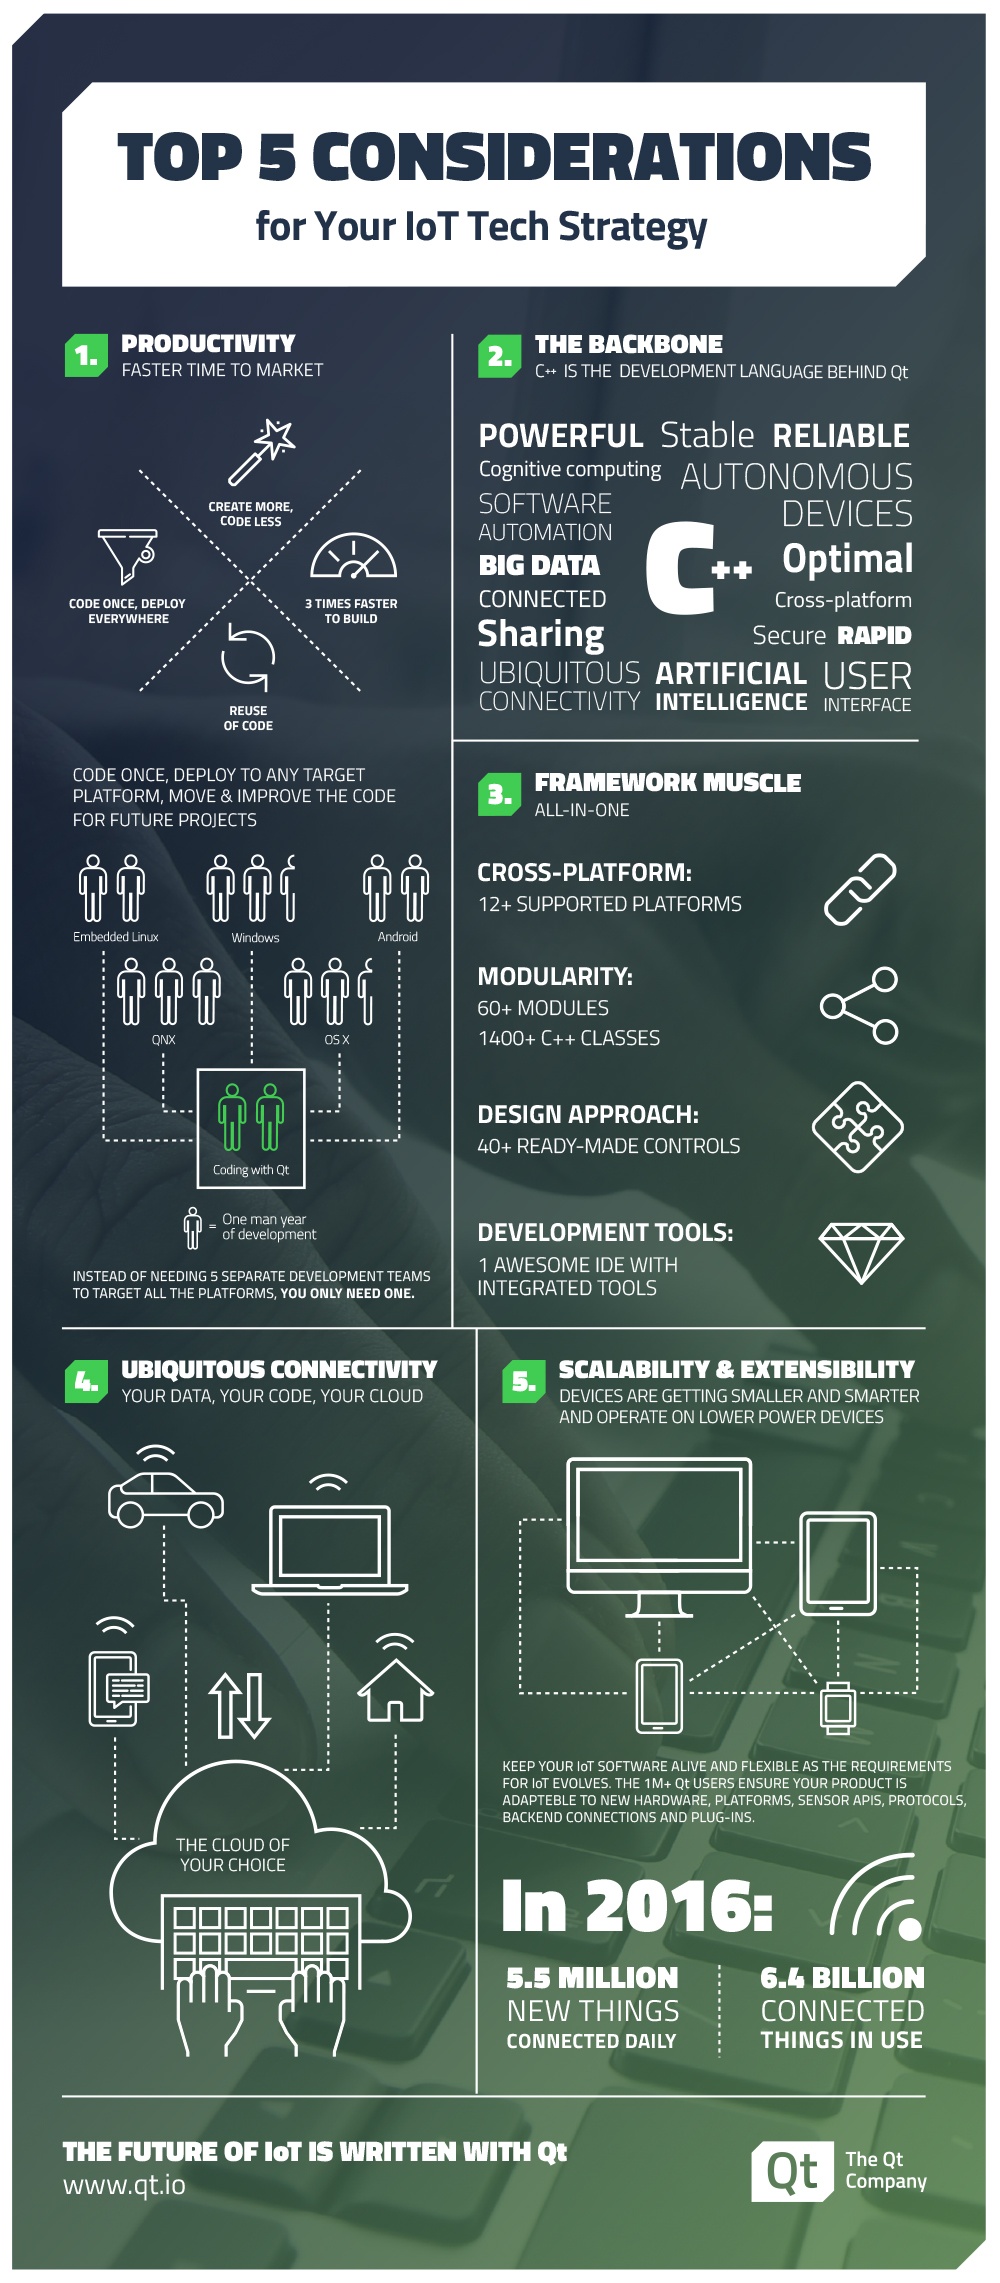 TOP 5 CONSIDERATIONS
for Your IoT Tech Strategy
1. PRODUCTIVITY
FASTER TIME TO MARKET
CREATE MORE,
CODE LESS
CODE ONCE, DEPLOY
EVERYWHERE
3 TIMES FASTER
TO BUILD
REUSE
OF CODE
CODE ONCE, DEPLOY TO ANY TARGET
PLATFORM, MOVE & IMPROVE THE CODE
FOR FUTURE PROJECTS
Embedded Linux
Windows
Android
QNX
OS X
Coding with Qt
= One man year
of development
INSTEAD OF NEEDING 5 SEPARATE DEVELOPMENT TEAMS
TO TARGET ALL THE PLATFORMS, YOU ONLY NEED ONE.
2. THE BACKBONE
C++ IS THE DEVELOPMENT LANGUAGE BEHIND Qt
POWERFUL Stable RELIABLE
Cognitive computing AUTONOMOUS
DEVICES
SOFTWARE
AUTOMATION
BIG DATA
C++
Optimal
CONNECTED
Cross-platform
Sharing
Secure RAPID
UBIQUITOUS
CONNECTIVITY
ARTIFICIAL
INTELLIGENCE
USER
INTERFACE
3. FRAMEWORK MUSCLE
ALL-IN-ONE
CROSS-PLATFORM:
12+ SUPPORTED PLATFORMS
MODULARITY:
60+ MODULES
1400+ C++ CLASSES
DESIGN APPROACH:
40+ READY-MADE CONTROLS
DEVELOPMENT TOOLS:
1 AWESOME IDE WITH
INTEGRATED TOOLS
4. UBIQUITOUS CONNECTIVITY
YOUR DATA, YOUR CODE, YOUR CLOUD
THE CLOUD OF
YOUR CHOICE
5. SCALABILITY & EXTENSIBILITY
DEVICES ARE GETTING SMALLER AND SMARTER
AND OPERATE ON LOWER POWER DEVICES
KEEP YOUR IoT SOFTWARE ALIVE AND FLEXIBLE AS THE REQUIREMENTS
FOR IoT EVOLVES. THE 1M+ Qt USERS ENSURE YOUR PRODUCT IS
ADAPTEBLE TO NEW HARDWARE, PLATFORMS, SENSOR APIS, PROTOCOLS,
BACKEND CONNECTIONS AND PLUG-INS.
In 2016:
5.5 MILLION
NEW THINGS
CONNECTED DAILY
6.4 BILLION
CONNECTED
THINGS IN USE
THE FUTURE OF IoT IS WRITTEN WITH Qt
www.qt.io
Qt
The Qt
Company